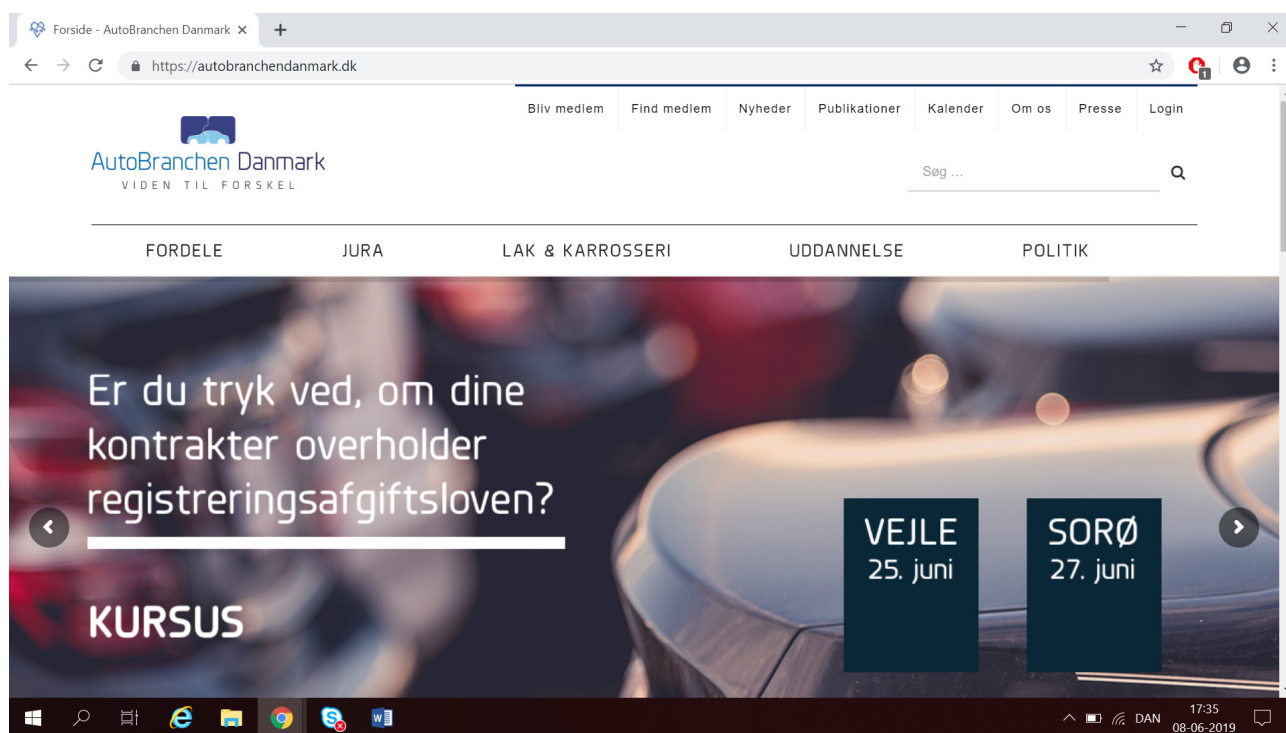 Forside - AutoBranchen Danmark
https://autobranchendanmark.dk
1
Bliv medlem Find medlem Nyheder Publikationer Kalender Om os Presse Login
AutoBranchen Danmark
VIDEN TIL FORSKEL
Søg ...
FORDELE JURA LAK & KARROSSERI UDDANNELSE POLITIK
Er du tryk ved, om dine
kontrakter overholder
registreringsafgiftsloven?
KURSUS
VEJLE
25. juni
SORØ
27. juni
DAN
17:35
08-06-2019